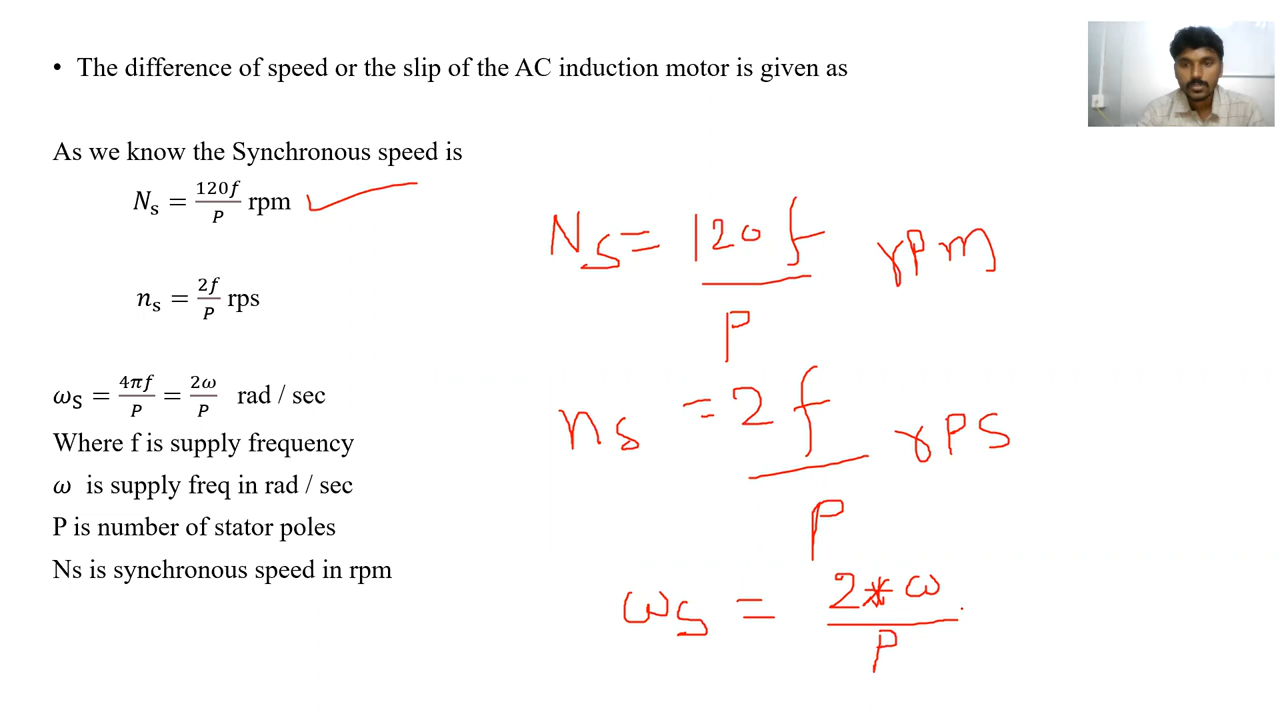 • The difference of speed or the slip of the AC induction motor is given as
As we know the Synchronous speed is
Nₛ = 120f/P rpm
nₛ = 2f/P rps
ωS = 4πf/P = 2ω/P rad / sec
Where f is supply frequency
ω is supply freq in rad / sec
P is number of stator poles
Ns is synchronous speed in rpm
NS = 120 f/P rpm
ns = 2f/P rps
ωs = 2*ω/P